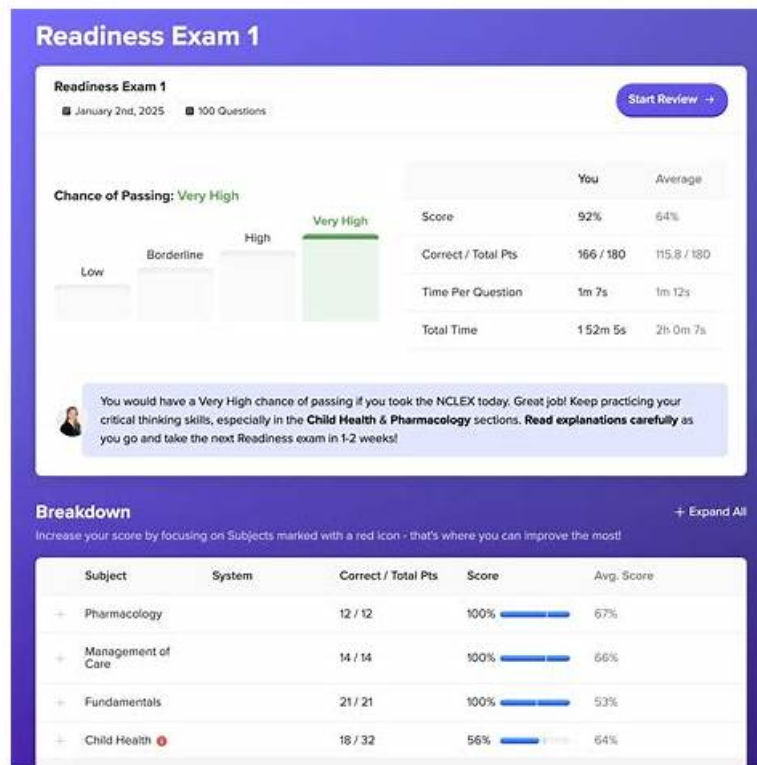 Readiness Exam 1
Readiness Exam 1
January 2nd, 2025 100 Questions
Start Review →
Chance of Passing: Very High
Low
Borderline
High
Very High
You Average
Score 92% 64%
Correct / Total Pts 166 / 180 115.8 / 180
Time Per Question 1m 7s 1m 12s
Total Time 152m 5s 2h 0m 7s
You would have a Very High chance of passing if you took the NCLEX today. Great job! Keep practicing your
critical thinking skills, especially in the Child Health & Pharmacology sections. Read explanations carefully as
you go and take the next Readiness exam in 1-2 weeks!
Breakdown
+ Expand All
Increase your score by focusing on Subjects marked with a red icon - that's where you can improve the most!
Subject System Correct / Total Pts Score Avg. Score
+ Pharmacology 12 / 12 100% 67%
+ Management of
Care 14 / 14 100% 66%
+ Fundamentals 21 / 21 100% 53%
+ Child Health 18 / 32 56% 64%